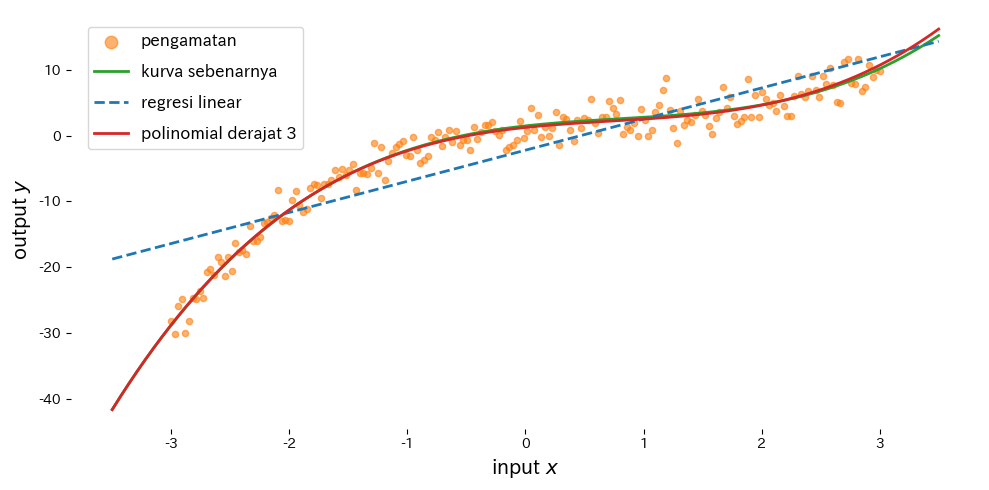 pengamatan
kurva sebenarnya
regresi linear
polinomial derajat 3
output y
10
0
-10
-20
-30
-40
-3
-2
-1
0
1
2
3
input x